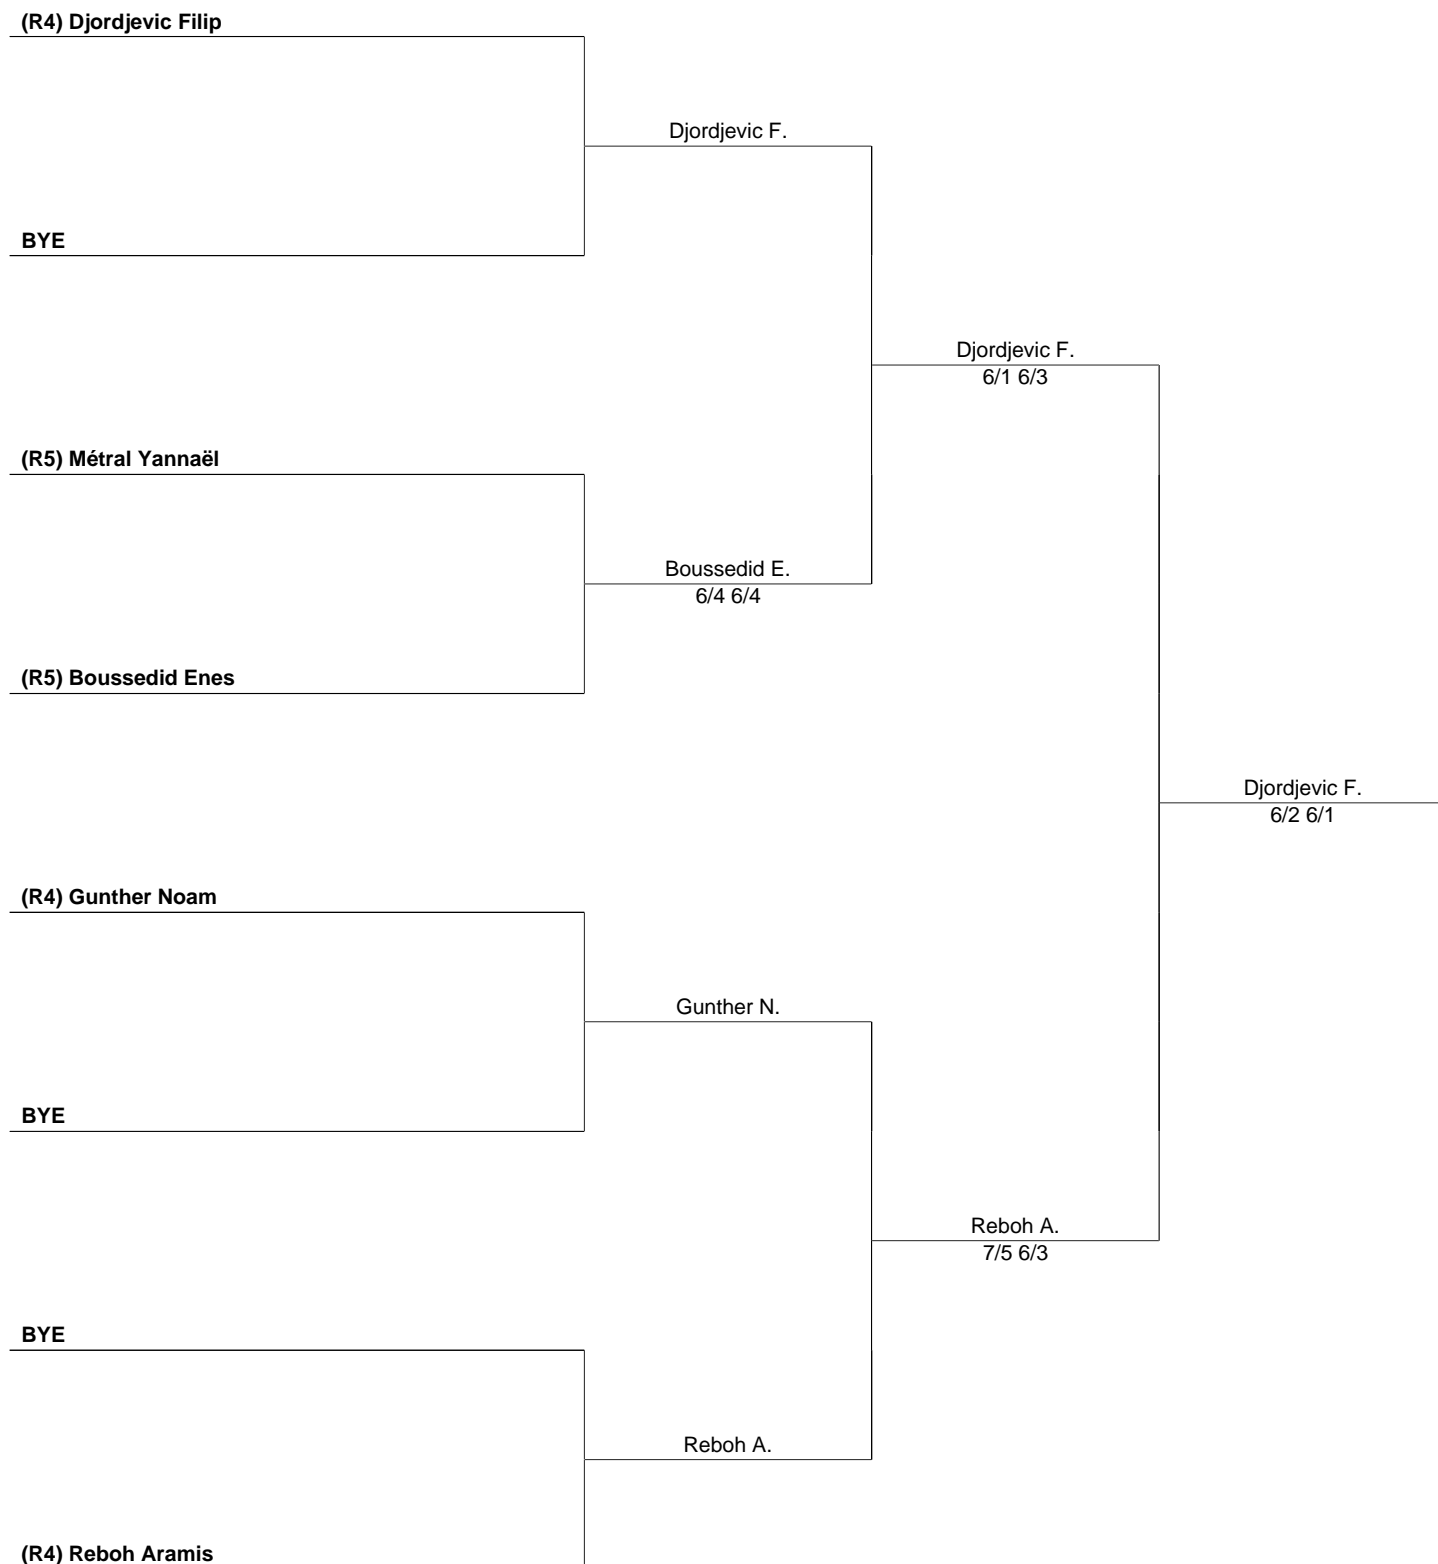 (R4) Djordjevic Filip
Djordjevic F.
BYE
Djordjevic F.
6/1 6/3
(R5) Métral Yannaël
Boussedid E.
6/4 6/4
(R5) Boussedid Enes
Djordjevic F.
6/2 6/1
(R4) Gunther Noam
Gunther N.
BYE
Reboh A.
7/5 6/3
BYE
Reboh A.
(R4) Reboh Aramis